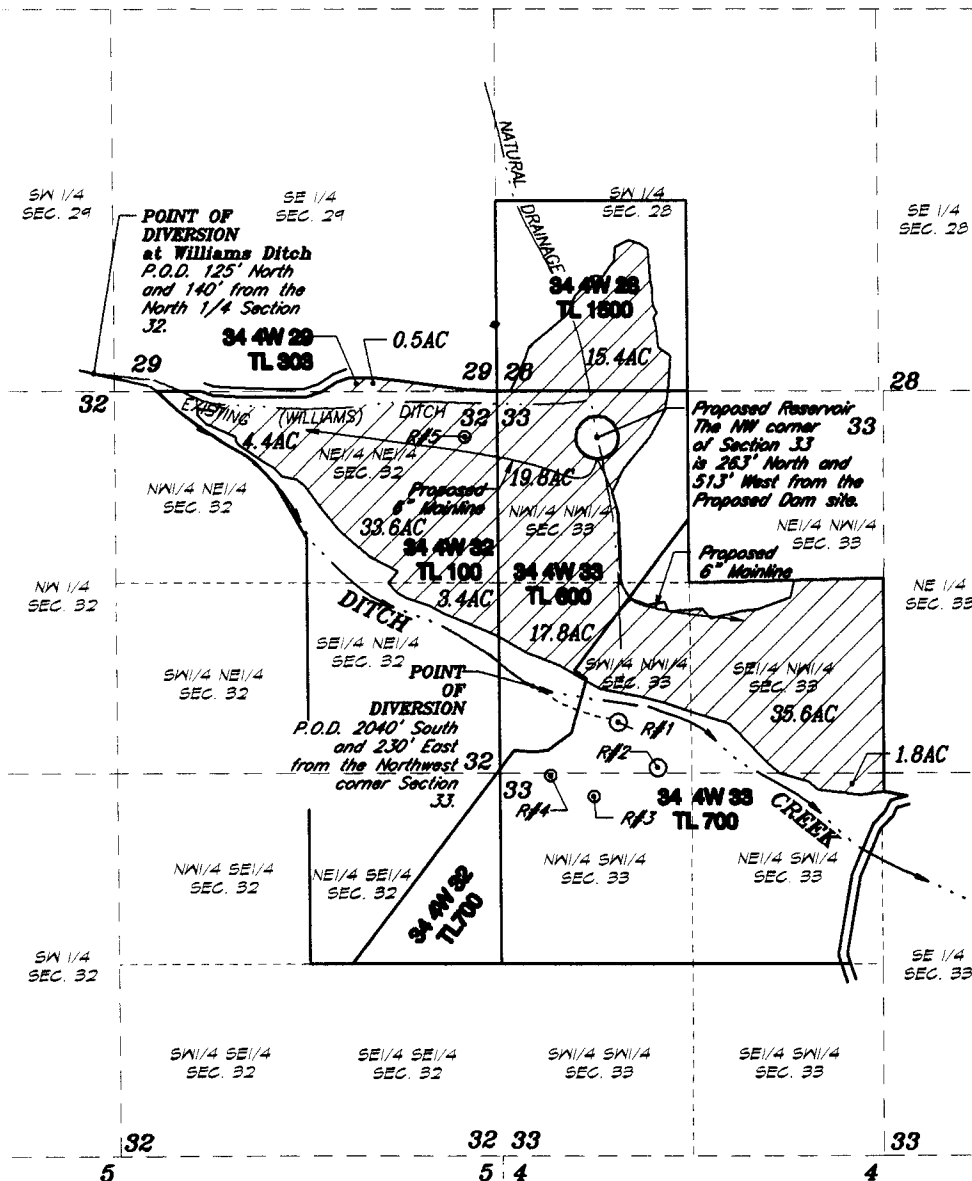 NATURAL
DRAINAGE
SW 1/4
SEC. 29
SE 1/4
SEC. 29
SW 1/4
SEC. 28
SE 1/4
SEC. 28
POINT OF
DIVERSION
at Williams Ditch
P.O.D. 125' North
and 140' from the
North 1/4 Section
32.
34 4W 29
TL 303
0.5AC
34 4W 28
TL 1600
15.4AC
29
29 28
28
32
32 33
33
EXISTING (WILLIAMS) DITCH
4.4AC
R#5
NE1/4 NE1/4
SEC. 32
Proposed Reservoir
The NW corner
of Section 33
is 263' North and
513' West from the
Proposed Dam site.
NW1/4 NE1/4
SEC. 32
Proposed
6" Mainline
19.8AC
NW1/4 NW1/4
SEC. 33
NE1/4 NW1/4
SEC. 33
33.6AC
34 4W 32
TL 100
3.4AC
34 4W 33
TL 600
17.8AC
Proposed
6" Mainline
NW 1/4
SEC. 32
NE 1/4
SEC. 33
DITCH
SW1/4 NE1/4
SEC. 32
SE1/4 NE1/4
SEC. 32
SW1/4 NW1/4
SEC. 33
SE1/4 NW1/4
SEC. 33
35.6AC
POINT
OF
DIVERSION
P.O.D. 2040' South
and 230' East
from the Northwest
corner Section
33.
R#1
R#2
1.8AC
32
33
R#4
R#3
34 4W 33
TL 700
CREEK
NW1/4 SE1/4
SEC. 32
NE1/4 SE1/4
SEC. 32
NW1/4 SW1/4
SEC. 33
NE1/4 SW1/4
SEC. 33
34 4W 32
TL700
SW 1/4
SEC. 32
SE 1/4
SEC. 33
SW1/4 SE1/4
SEC. 32
SE1/4 SE1/4
SEC. 32
SW1/4 SW1/4
SEC. 33
SE1/4 SW1/4
SEC. 33
32
32 33
33
5
5 4
4